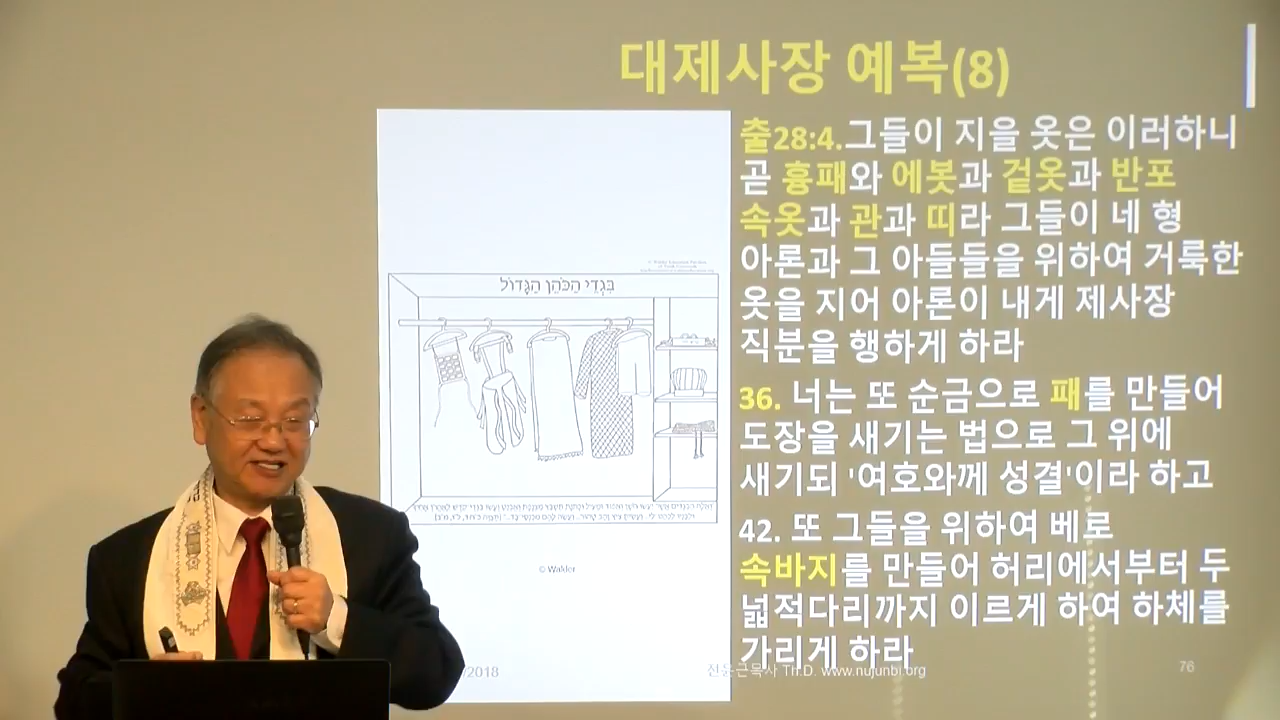 대제사장 예복(8)
출28:4.그들이 지을 옷은 이러하니
곧 흉패와 에봇과 겉옷과 반포
속옷과 관과 띠라 그들이 네 형
아론과 그 아들들을 위하여 거룩한
옷을 지어 아론이 내게 제사장
직분을 행하게 하라
36. 너는 또 순금으로 패를 만들어
도장을 새기는 법으로 그 위에
새기되 '여호와께 성결'이라 하고
42. 또 그들을 위하여 베로
속바지를 만들어 허리에서부터 두
넓적다리까지 이르게 하여 하체를
가리게 하라
בִּגְדֵי הַכֹּהֵן הַגָּדוֹל
© Wakler
/2018
전윤근목사 Th.D. www.nujunbi.org
76